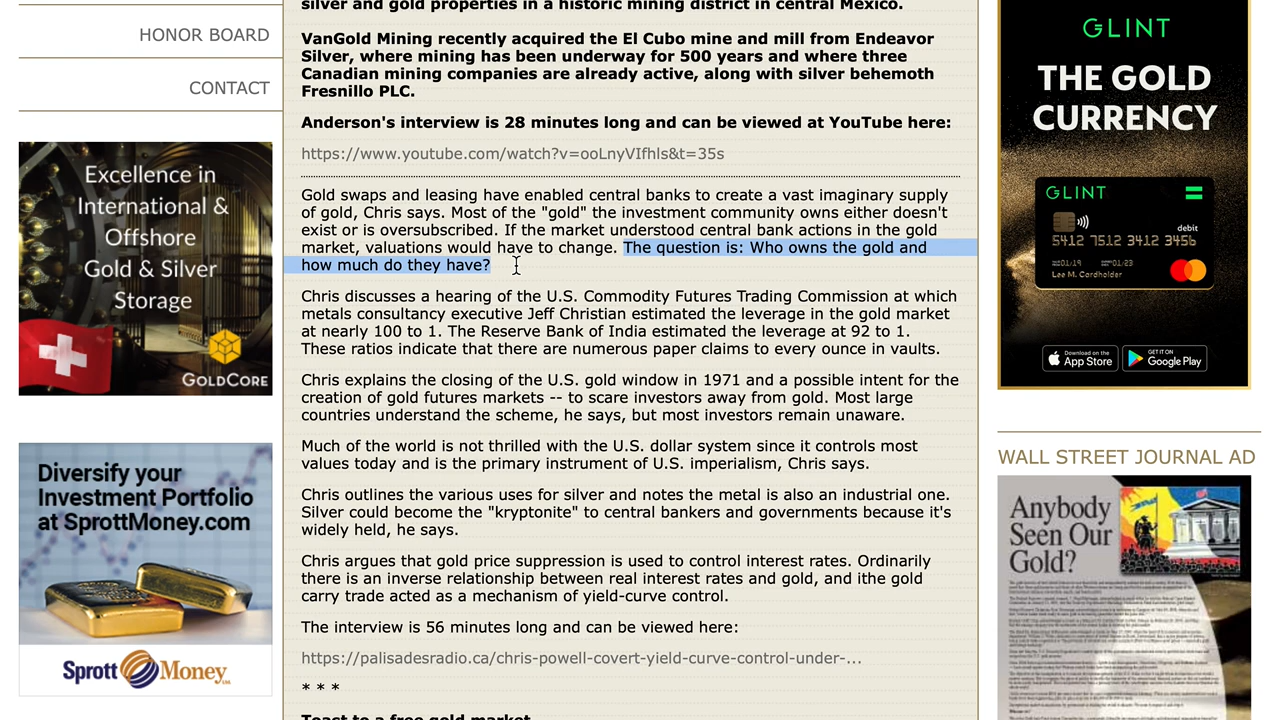 HONOR BOARD
CONTACT
Excellence in
International &
Offshore
Gold & Silver
Storage
GOLDCORE
Diversify your
Investment Portfolio
at SprottMoney.com
Sprott Money
silver and gold properties in a historic mining district in central Mexico.
VanGold Mining recently acquired the El Cubo mine and mill from Endeavor
Silver, where mining has been underway for 500 years and where three
Canadian mining companies are already active, along with silver behemoth
Fresnillo PLC.
Anderson's interview is 28 minutes long and can be viewed at YouTube here:
https://www.youtube.com/watch?v=ooLnyVIfhls&t=35s
Gold swaps and leasing have enabled central banks to create a vast imaginary supply
of gold, Chris says. Most of the "gold" the investment community owns either doesn't
exist or is oversubscribed. If the market understood central bank actions in the gold
market, valuations would have to change. The question is: Who owns the gold and
how much do they have?
Chris discusses a hearing of the U.S. Commodity Futures Trading Commission at which
metals consultancy executive Jeff Christian estimated the leverage in the gold market
at nearly 100 to 1. The Reserve Bank of India estimated the leverage at 92 to 1.
These ratios indicate that there are numerous paper claims to every ounce in vaults.
Chris explains the closing of the U.S. gold window in 1971 and a possible intent for the
creation of gold futures markets -- to scare investors away from gold. Most large
countries understand the scheme, he says, but most investors remain unaware.
Much of the world is not thrilled with the U.S. dollar system since it controls most
values today and is the primary instrument of U.S. imperialism, Chris says.
Chris outlines the various uses for silver and notes the metal is also an industrial one.
Silver could become the "kryptonite" to central bankers and governments because it's
widely held, he says.
Chris argues that gold price suppression is used to control interest rates. Ordinarily
there is an inverse relationship between real interest rates and gold, and ithe gold
carry trade is a mechanism of yield-curve control.
The 
https://palisadesradio.ca/chris-powell-covert-yield-curve-control-under-...
* * *
Toast to a free gold market
GLINT
THE GOLD
CURRENCY
GLINT
debit
5412 7512 3412 3456
01/19 01/23
Lee M. Cardholder
Download on the
App Store
GET IT ON
Google Play
WALL STREET JOURNAL AD
Anybody
Seen Our
Gold?